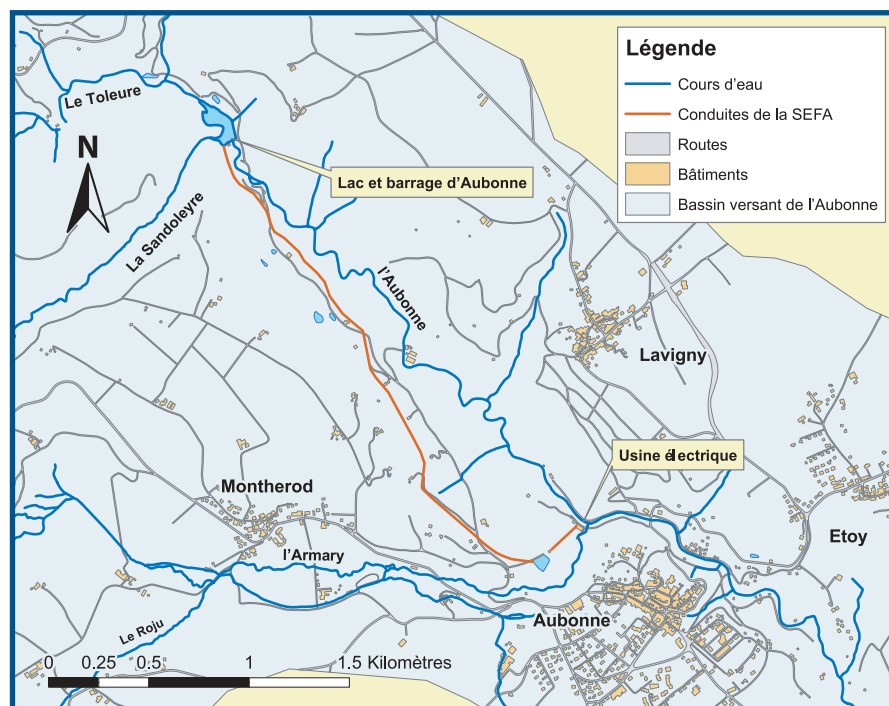 Légende
Cours d'eau
Conduites de la SEFA
Routes
Bâtiments
Bassin versant de l'Aubonne
Le Toleure
N
Lac et barrage d'Aubonne
La Sandoleyre
l'Aubonne
Lavigny
Usine électrique
Montherod
Etoy
l'Armary
Aubonne
Le Roju
0 0.25 0.5 1 1.5 Kilomètres